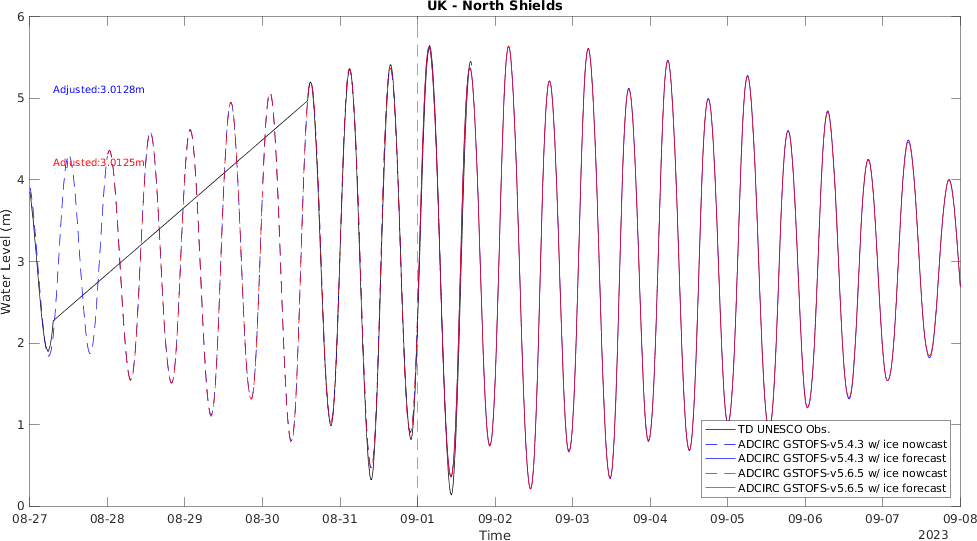 UK - North Shields
6
5
4
3
2
1
0
Water Level (m)
Adjusted:3.0128m
Adjusted:3.0125m
TD UNESCO Obs.
ADCIRC GSTOFS-v5.4.3 w/ ice nowcast
ADCIRC GSTOFS-v5.4.3 w/ ice forecast
ADCIRC GSTOFS-v5.6.5 w/ ice nowcast
ADCIRC GSTOFS-v5.6.5 w/ ice forecast
08-27 08-28 08-29 08-30 08-31 09-01 09-02 09-03 09-04 09-05 09-06 09-07 09-08
Time
2023